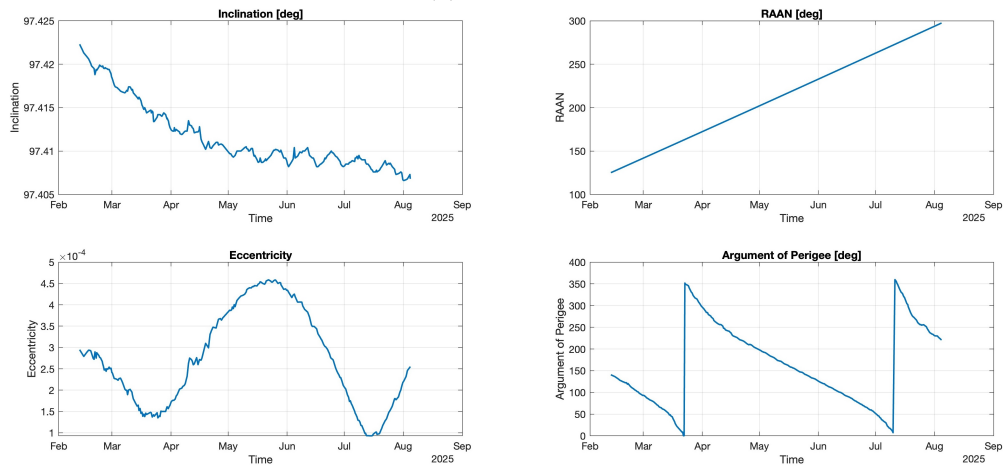 Inclination [deg]
97.425
97.42
97.415
97.41
97.405
Inclination
Feb Mar Apr May Jun Jul Aug Sep
Time
2025
RAAN [deg]
300
250
200
150
100
RAAN
Feb Mar Apr May Jun Jul Aug Sep
Time
2025
Eccentricity
×10⁻⁴
5
4.5
4
3.5
3
2.5
2
1.5
1
Eccentricity
Feb Mar Apr May Jun Jul Aug Sep
Time
2025
Argument of Perigee [deg]
400
350
300
250
200
150
100
50
0
Argument of Perigee
Feb Mar Apr May Jun Jul Aug Sep
Time
2025